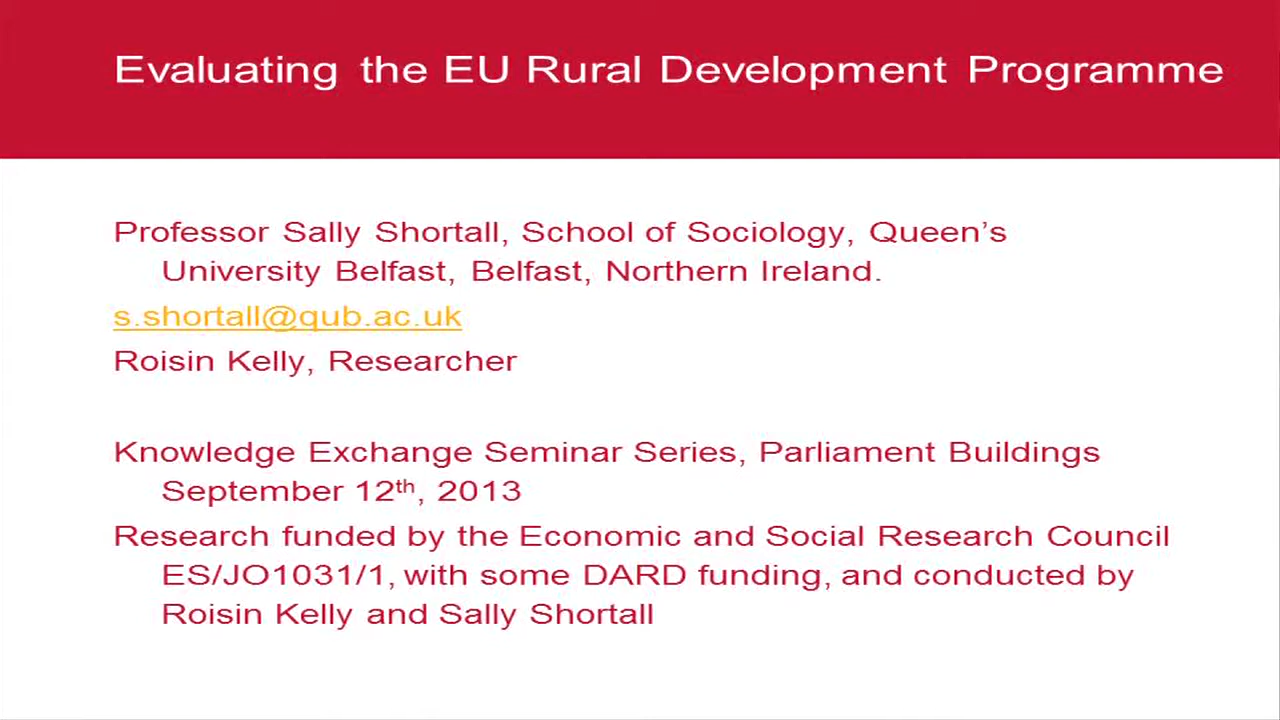 Evaluating the EU Rural Development Programme
Professor Sally Shortall, School of Sociology, Queen’s
University Belfast, Belfast, Northern Ireland.
s.shortall@qub.ac.uk
Roisin Kelly, Researcher
Knowledge Exchange Seminar Series, Parliament Buildings
September 12th, 2013
Research funded by the Economic and Social Research Council
ES/JO1031/1, with some DARD funding, and conducted by
Roisin Kelly and Sally Shortall